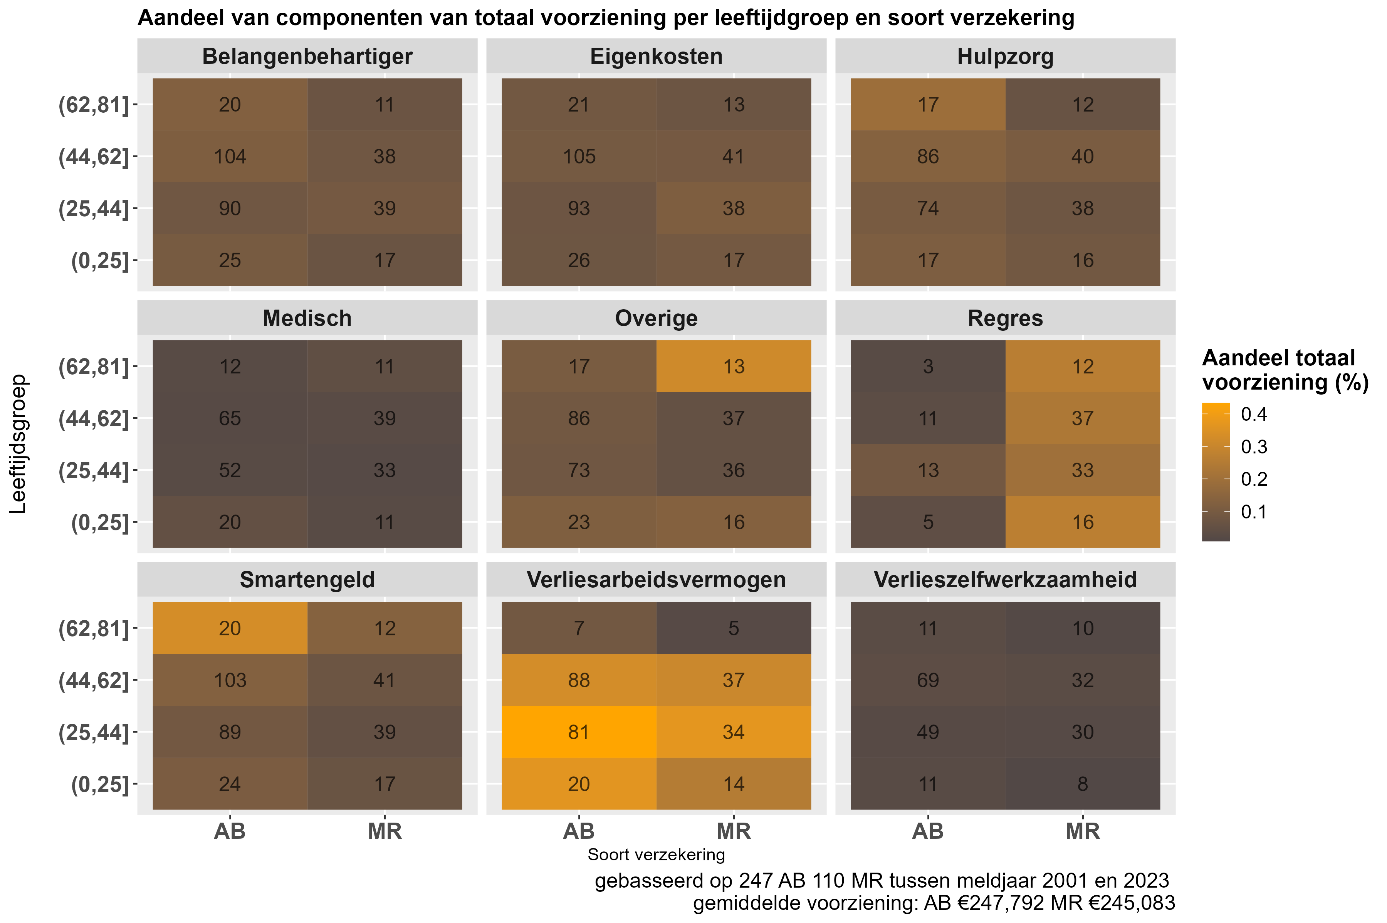 Aandeel van componenten van totaal voorziening per leeftijdgroep en soort verzekering
Belangenbehartiger Eigenkosten Hulpzorg
(62,81] 20 11 21 13 17 12
(44,62] 104 38 105 41 86 40
(25,44] 90 39 93 38 74 38
(0,25] 25 17 26 17 17 16
Medisch Overige Regres
(62,81] 12 11 17 13 3 12
(44,62] 65 39 86 37 11 37
(25,44] 52 33 73 36 13 33
(0,25] 20 11 23 16 5 16
Smartengeld Verliesarbeidsvermogen Verlieszelfwerkzaamheid
(62,81] 20 12 7 5 11 10
(44,62] 103 41 88 37 69 32
(25,44] 89 39 81 34 49 30
(0,25] 24 17 20 14 11 8
AB MR AB MR AB MR
Leeftijdsgroep
Soort verzekering
Aandeel totaal
voorziening (%)
0.4
0.3
0.2
0.1
gebasseerd op 247 AB 110 MR tussen meldjaar 2001 en 2023
gemiddelde voorziening: AB €247,792 MR €245,083